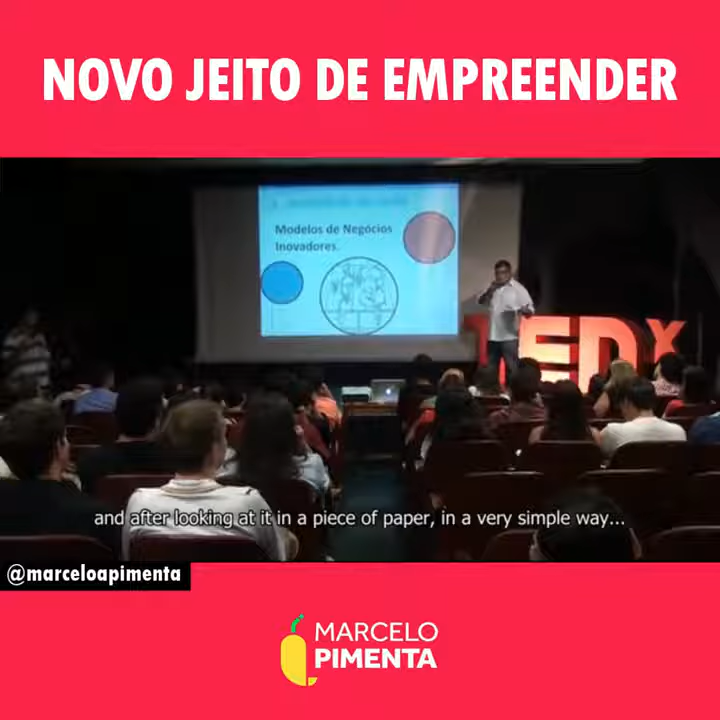 NOVO JEITO DE EMPREENDER
Modelos de Negócios
Inovadores.
TEDx
and after looking at it in a piece of paper, in a very simple way...
@marceloapimenta
MARCELO
PIMENTA